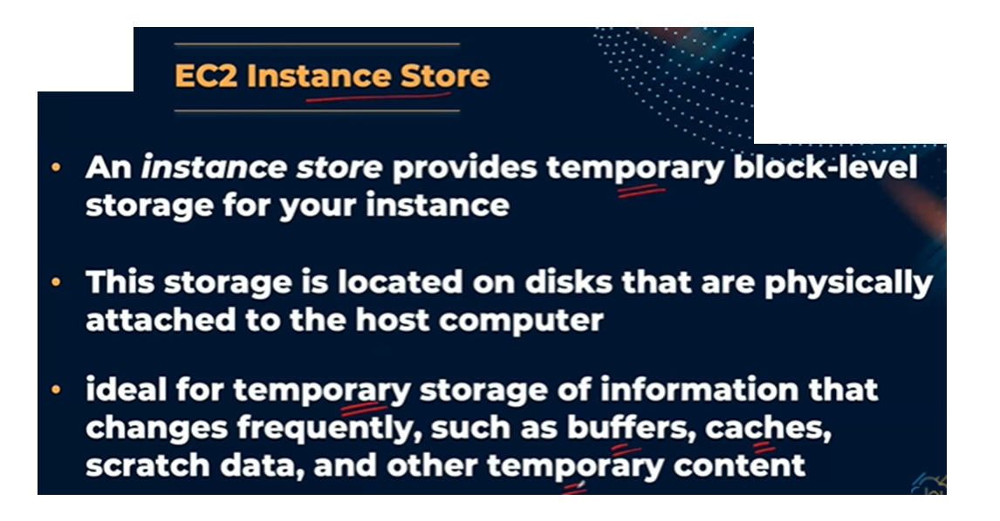 EC2 Instance Store
• An instance store provides temporary block-level
storage for your instance
• This storage is located on disks that are physically
attached to the host computer
• ideal for temporary storage of information that
changes frequently, such as buffers, caches,
scratch data, and other temporary content